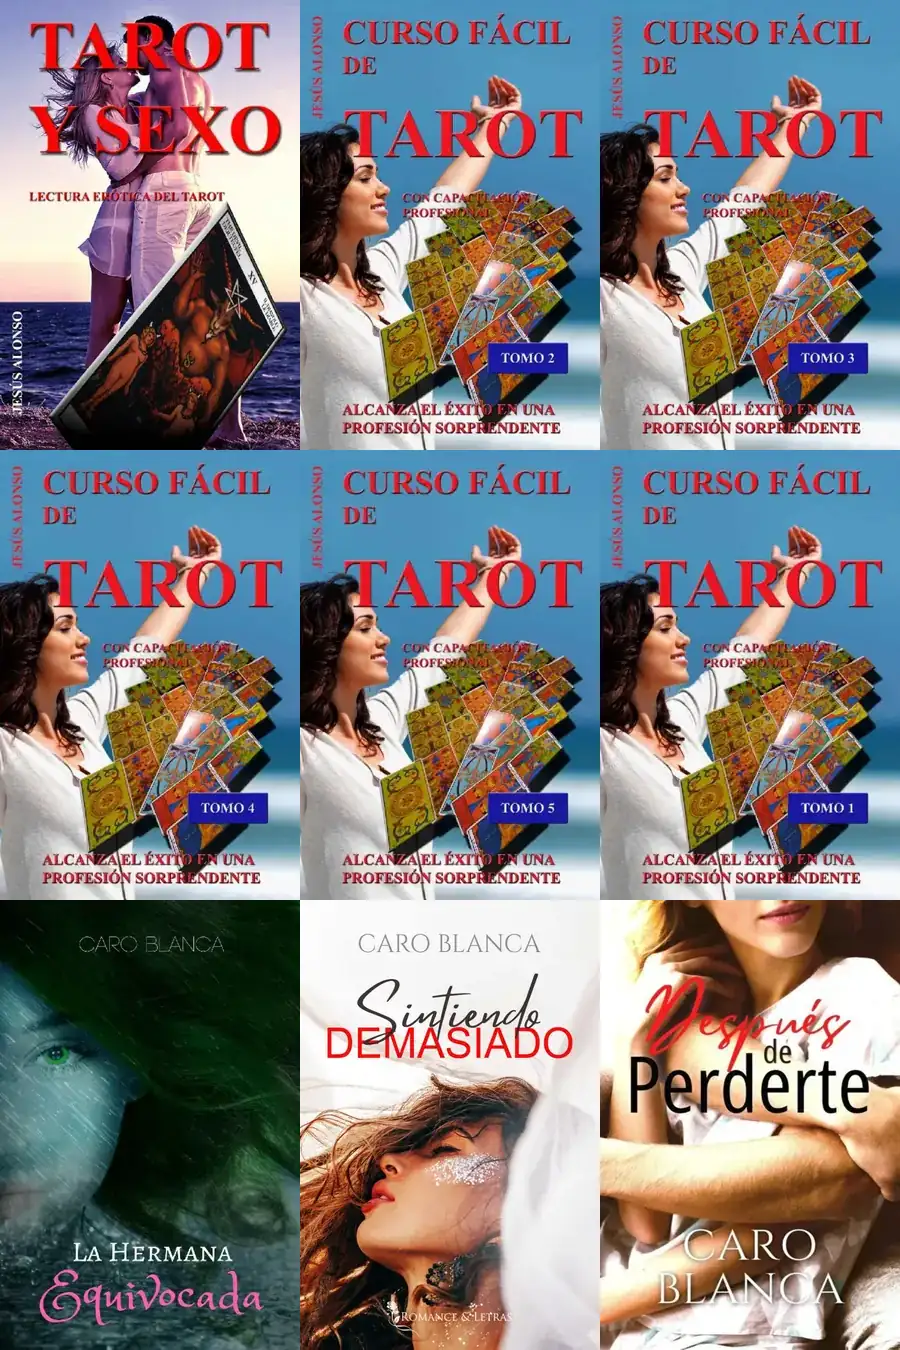 TAROT
Y SEXO
LECTURA ERÓTICA DEL TAROT
XV
JESÚS ALONSO
JESÚS ALONSO
CURSO FÁCIL
DE
TAROT
CON CAPACITACIÓN
PROFESIONAL
TOMO 2
ALCANZA EL ÉXITO EN UNA
PROFESIÓN SORPRENDENTE
JESÚS ALONSO
CURSO FÁCIL
DE
TAROT
CON CAPACITACIÓN
PROFESIONAL
TOMO 3
ALCANZA EL ÉXITO EN UNA
PROFESIÓN SORPRENDENTE
JESÚS ALONSO
CURSO FÁCIL
DE
TAROT
CON CAPACITACIÓN
PROFESIONAL
TOMO 4
ALCANZA EL ÉXITO EN UNA
PROFESIÓN SORPRENDENTE
JESÚS ALONSO
CURSO FÁCIL
DE
TAROT
CON CAPACITACIÓN
PROFESIONAL
TOMO 5
ALCANZA EL ÉXITO EN UNA
PROFESIÓN SORPRENDENTE
JESÚS ALONSO
CURSO FÁCIL
DE
TAROT
CON CAPACITACIÓN
PROFESIONAL
TOMO 1
ALCANZA EL ÉXITO EN UNA
PROFESIÓN SORPRENDENTE
CARO BLANCA
LA HERMANA
Equivocada
CARO BLANCA
Sintiendo
DEMASIADO
ROMANCE & LETRAS
Después
de
Perderte
CARO
BLANCA